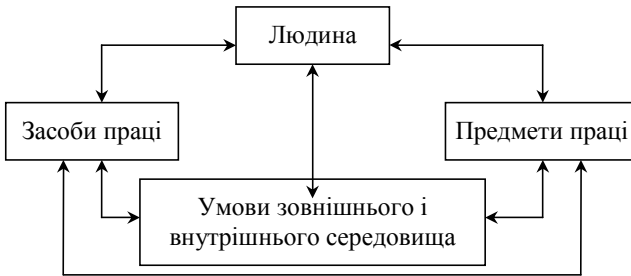 Людина
Засоби праці
Предмети праці
Умови зовнішнього і
внутрішнього середовища